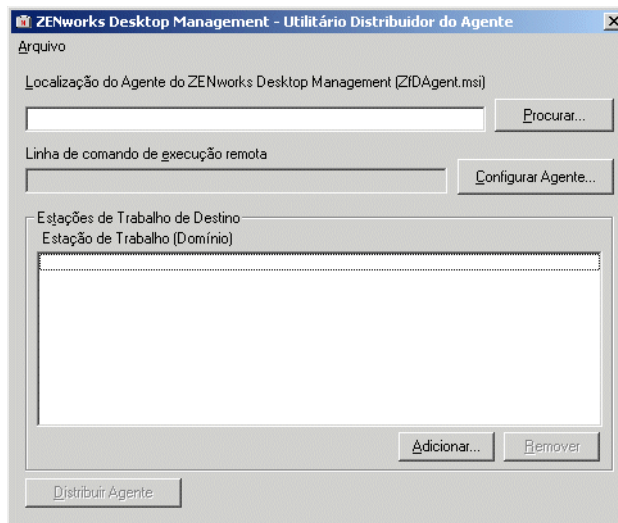 ZENworks Desktop Management - Utilitário Distribuidor do Agente
Arquivo
Localização do Agente do ZENworks Desktop Management (ZfDAgent.msi)
Procurar...
Linha de comando de execução remota
Configurar Agente...
Estações de Trabalho de Destino
Estação de Trabalho (Domínio)
Adicionar...
Remover
Distribuir Agente